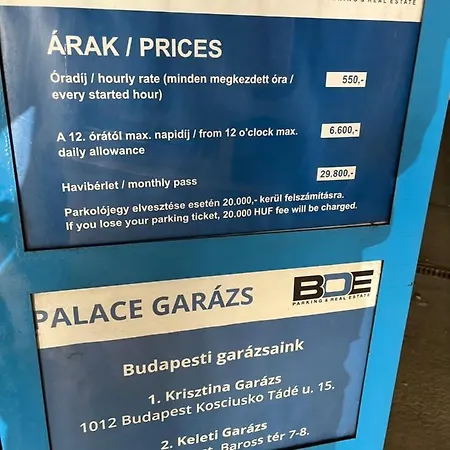 PARKING & REAL ESTATE
ÁRAK / PRICES
Óradíj / hourly rate (minden megkezdett óra /
every started hour)
550,-
A 12. órától max. napidíj / from 12 o'clock max.
daily allowance
6.600,-
Havibérlet / monthly pass
29.800,-
Parkolójegy elvesztése esetén 20.000,- kerül felszámításra.
If you lose your parking ticket, 20.000 HUF fee will be charged.
PALACE GARÁZS
BDE
PARKING & REAL ESTATE
Budapesti garázsaink
1. Krisztina Garázs
1012 Budapest Kosciusko Tádé u. 15.
2. Keleti Garázs
Baross tér 7-8.